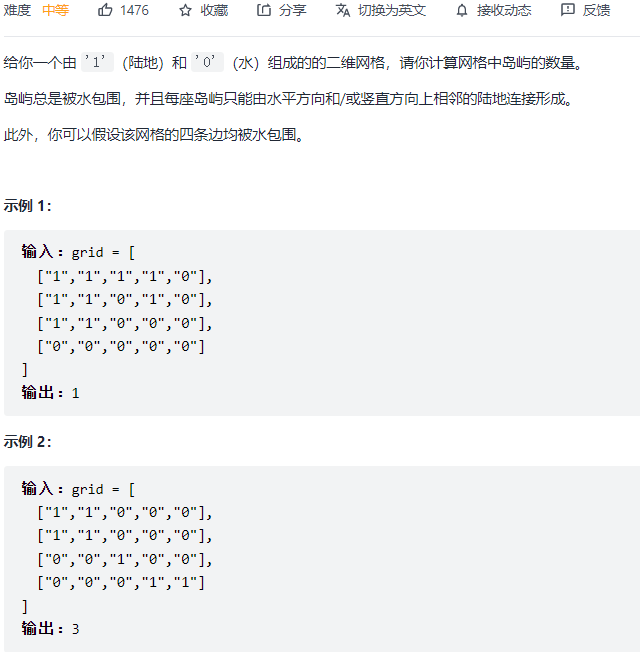 难度 中等 1476 收藏 分享 切换为英文 接收动态 反馈
给你一个由 '1'（陆地）和 '0'（水）组成的的二维网格，请你计算网格中岛屿的数量。
岛屿总是被水包围，并且每座岛屿只能由水平方向和/或竖直方向上相邻的陆地连接形成。
此外，你可以假设该网格的四条边均被水包围。
示例 1：
输入：grid = [
["1","1","1","1","0"],
["1","1","0","1","0"],
["1","1","0","0","0"],
["0","0","0","0","0"]
]
输出：1
示例 2：
输入：grid = [
["1","1","0","0","0"],
["1","1","0","0","0"],
["0","0","1","0","0"],
["0","0","0","1","1"]
]
输出：3